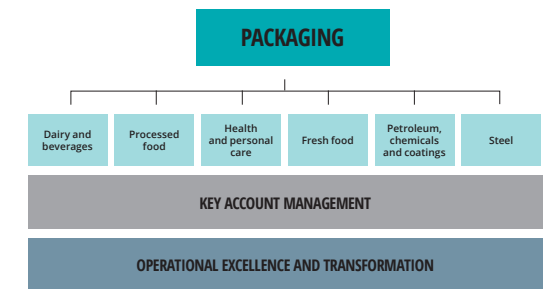 PACKAGING
Dairy and
beverages
Processed
food
Health
and personal
care
Fresh food
Petroleum,
chemicals
and coatings
Steel
KEY ACCOUNT MANAGEMENT
OPERATIONAL EXCELLENCE AND TRANSFORMATION